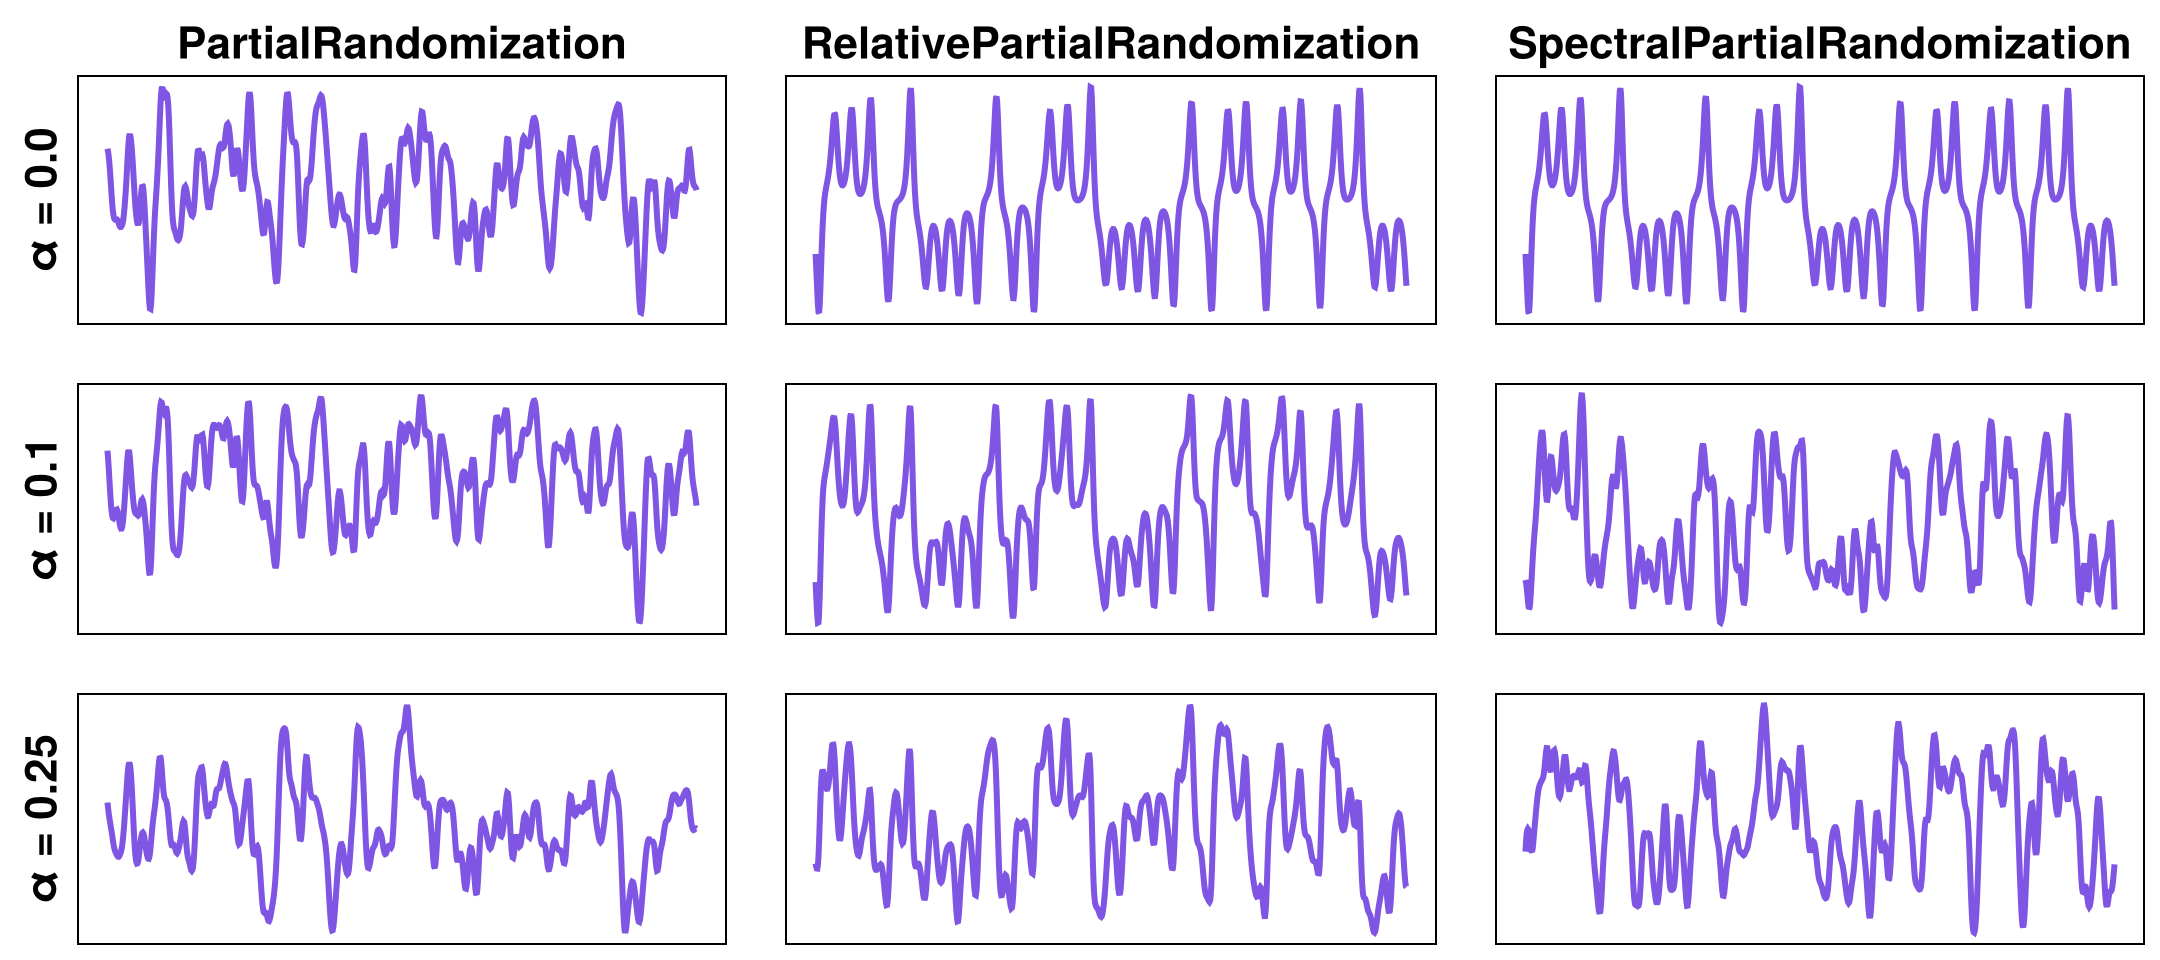 PartialRandomization RelativePartialRandomization SpectralPartialRandomization
α = 0.0
α = 0.1
α = 0.25